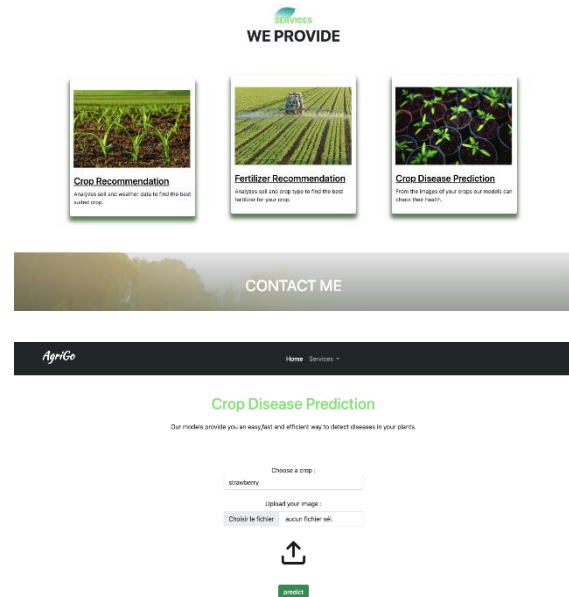 SERVICES
WE PROVIDE
Crop Recommendation
Analyzes soil and weather data to find the best
suited crop.
Fertilizer Recommendation
Analyzes soil and crop type to find the best
fertilizer for your crop.
Crop Disease Prediction
From the images of your crops our models can
check their health.
CONTACT ME
AgriGo
Home Services
Crop Disease Prediction
Our models provide you an easy,fast and efficient way to detect diseases in your plants.
Choose a crop :
strawberry
Upload your image :
Choisir le fichier aucun fichier sél.
predict